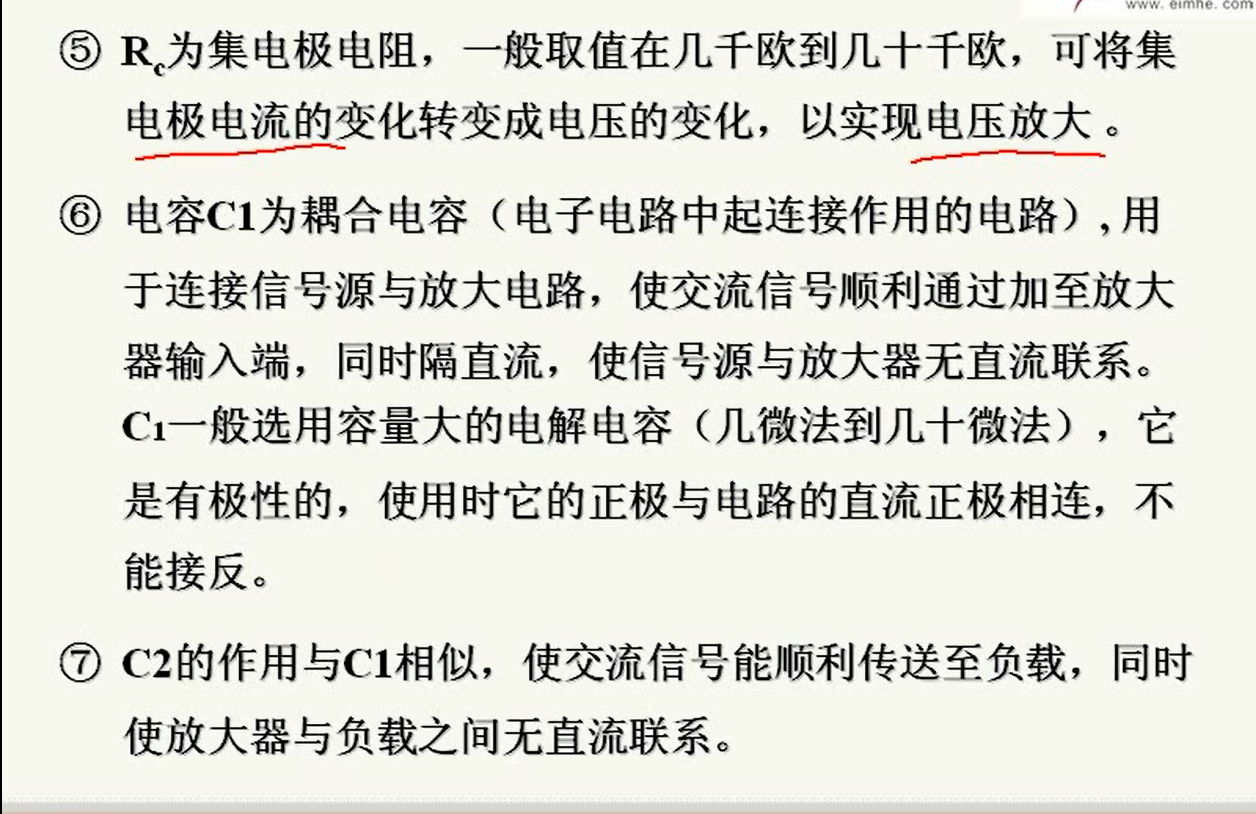 www. eimhe. com
⑤ Rc为集电极电阻，一般取值在几千欧到几十千欧，可将集
电极电流的变化转变成电压的变化，以实现电压放大 。
⑥ 电容C1为耦合电容（电子电路中起连接作用的电路）, 用
于连接信号源与放大电路，使交流信号顺利通过加至放大
器输入端，同时隔直流，使信号源与放大器无直流联系。
C1一般选用容量大的电解电容（几微法到几十微法），它
是有极性的，使用时它的正极与电路的直流正极相连，不
能接反。
⑦ C2的作用与C1相似，使交流信号能顺利传送至负载，同时
使放大器与负载之间无直流联系。